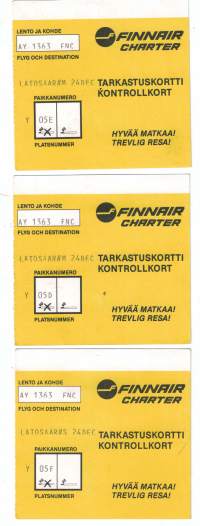 LENTO JA KOHDE
AY 1363 FNC
FLYG OCH DESTINATION
FINNAIR
CHARTER
24DEC
TARKASTUSKORTTI
KONTROLLKORT
PAIKKANUMERO
Y 05E
PLATSNUMMER
HYVÄÄ MATKAA!
TREVLIG RESA!
LENTO JA KOHDE
AY 1363 FNC
FLYG OCH DESTINATION
FINNAIR
CHARTER
24DEC
TARKASTUSKORTTI
KONTROLLKORT
PAIKKANUMERO
Y 05D
PLATSNUMMER
HYVÄÄ MATKAA!
TREVLIG RESA!
LENTO JA KOHDE
AY 1363 FNC
FLYG OCH DESTINATION
FINNAIR
CHARTER
24DEC
TARKASTUSKORTTI
KONTROLLKORT
PAIKKANUMERO
Y 05F
PLATSNUMMER
HYVÄÄ MATKAA!
TREVLIG RESA!